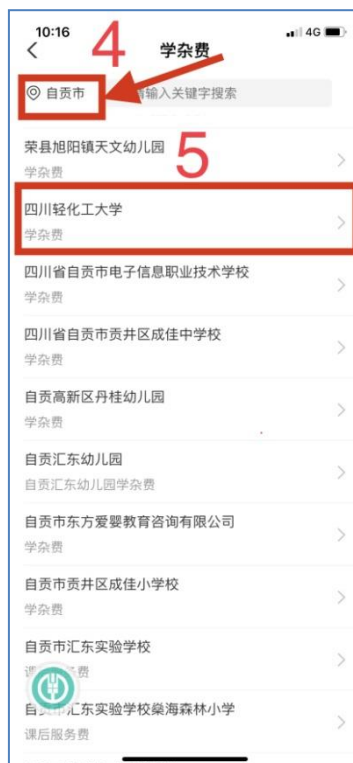 10:16
4G
4
学杂费
自贡市
请输入关键字搜索
荣县旭阳镇天文幼儿园
5
学杂费
四川轻化工大学
学杂费
四川省自贡市电子信息职业技术学校
学杂费
四川省自贡市贡井区成佳中学校
学杂费
自贡高新区丹桂幼儿园
学杂费
自贡汇东幼儿园
自贡汇东幼儿园学杂费
自贡市东方爱婴教育咨询有限公司
学杂费
自贡市贡井区成佳小学校
学杂费
自贡市汇东实验学校
费
自贡市汇东实验学校燊海森林小学
课后服务费